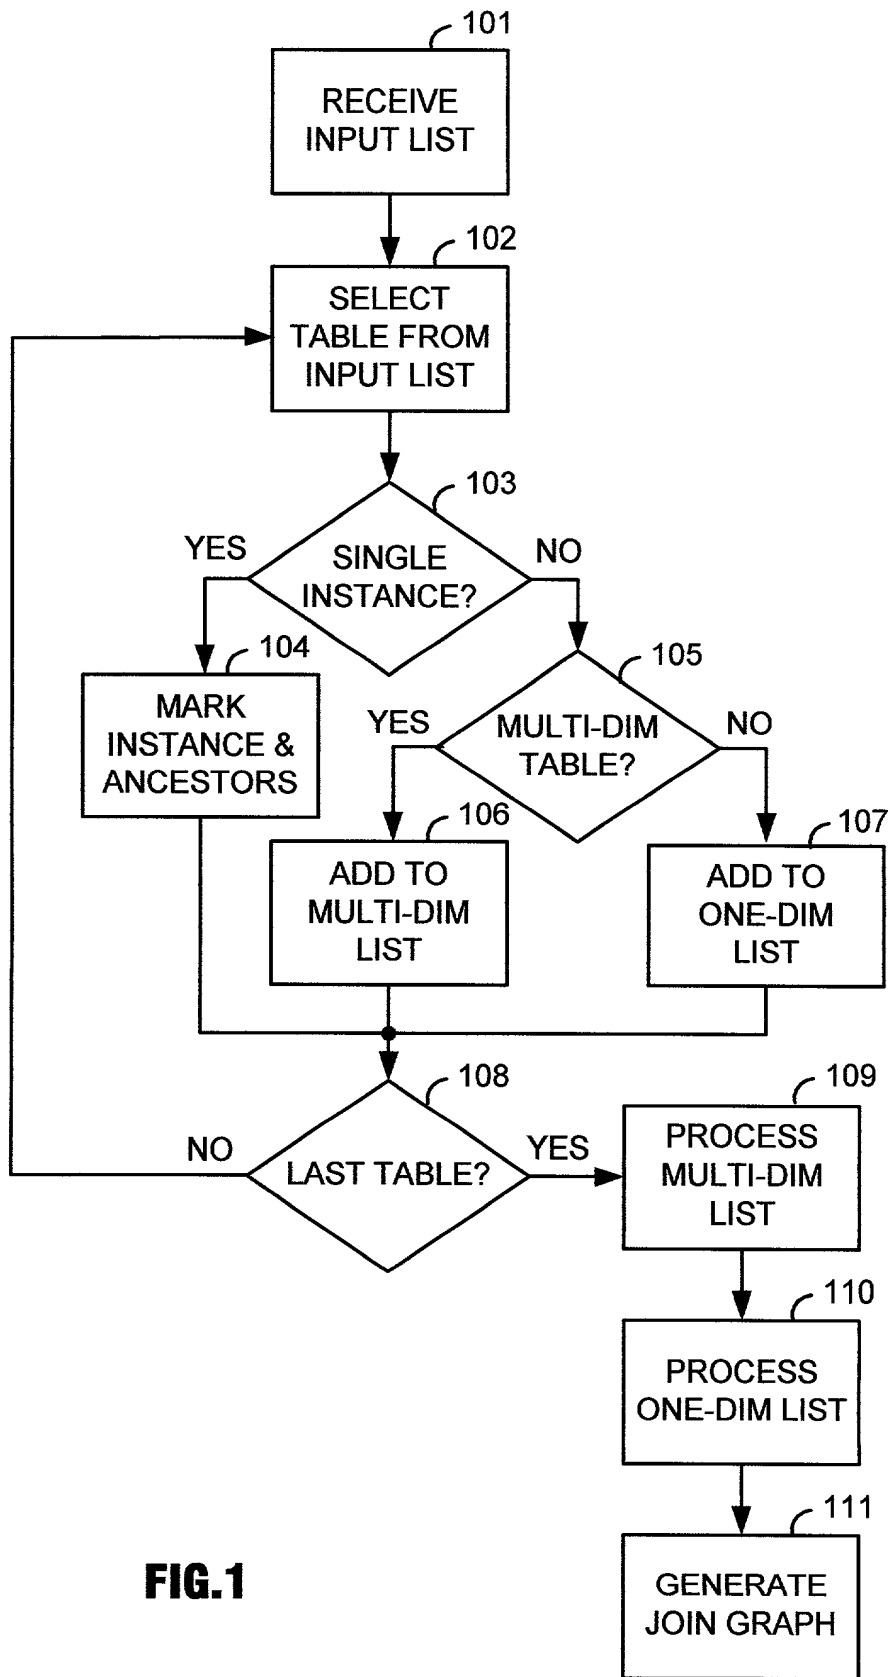 101
RECEIVE
INPUT LIST
102
SELECT
TABLE FROM
INPUT LIST
103
YES
SINGLE
INSTANCE?
NO
104
MARK
INSTANCE &
ANCESTORS
105
YES
MULTI-DIM
TABLE?
NO
106
ADD TO
MULTI-DIM
LIST
107
ADD TO
ONE-DIM
LIST
108
NO
LAST TABLE?
YES
109
PROCESS
MULTI-DIM
LIST
110
PROCESS
ONE-DIM LIST
111
GENERATE
JOIN GRAPH
FIG.1